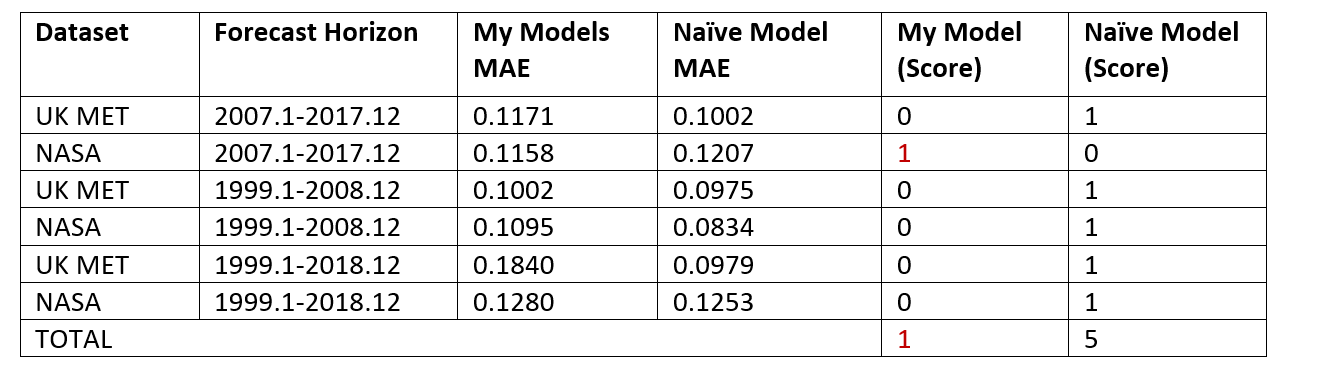 Dataset Forecast Horizon My Models MAE Naïve Model MAE My Model (Score) Naïve Model (Score)
UK MET 2007.1-2017.12 0.1171 0.1002 0 1
NASA 2007.1-2017.12 0.1158 0.1207 1 0
UK MET 1999.1-2008.12 0.1002 0.0975 0 1
NASA 1999.1-2008.12 0.1095 0.0834 0 1
UK MET 1999.1-2018.12 0.1840 0.0979 0 1
NASA 1999.1-2018.12 0.1280 0.1253 0 1
TOTAL 1 5